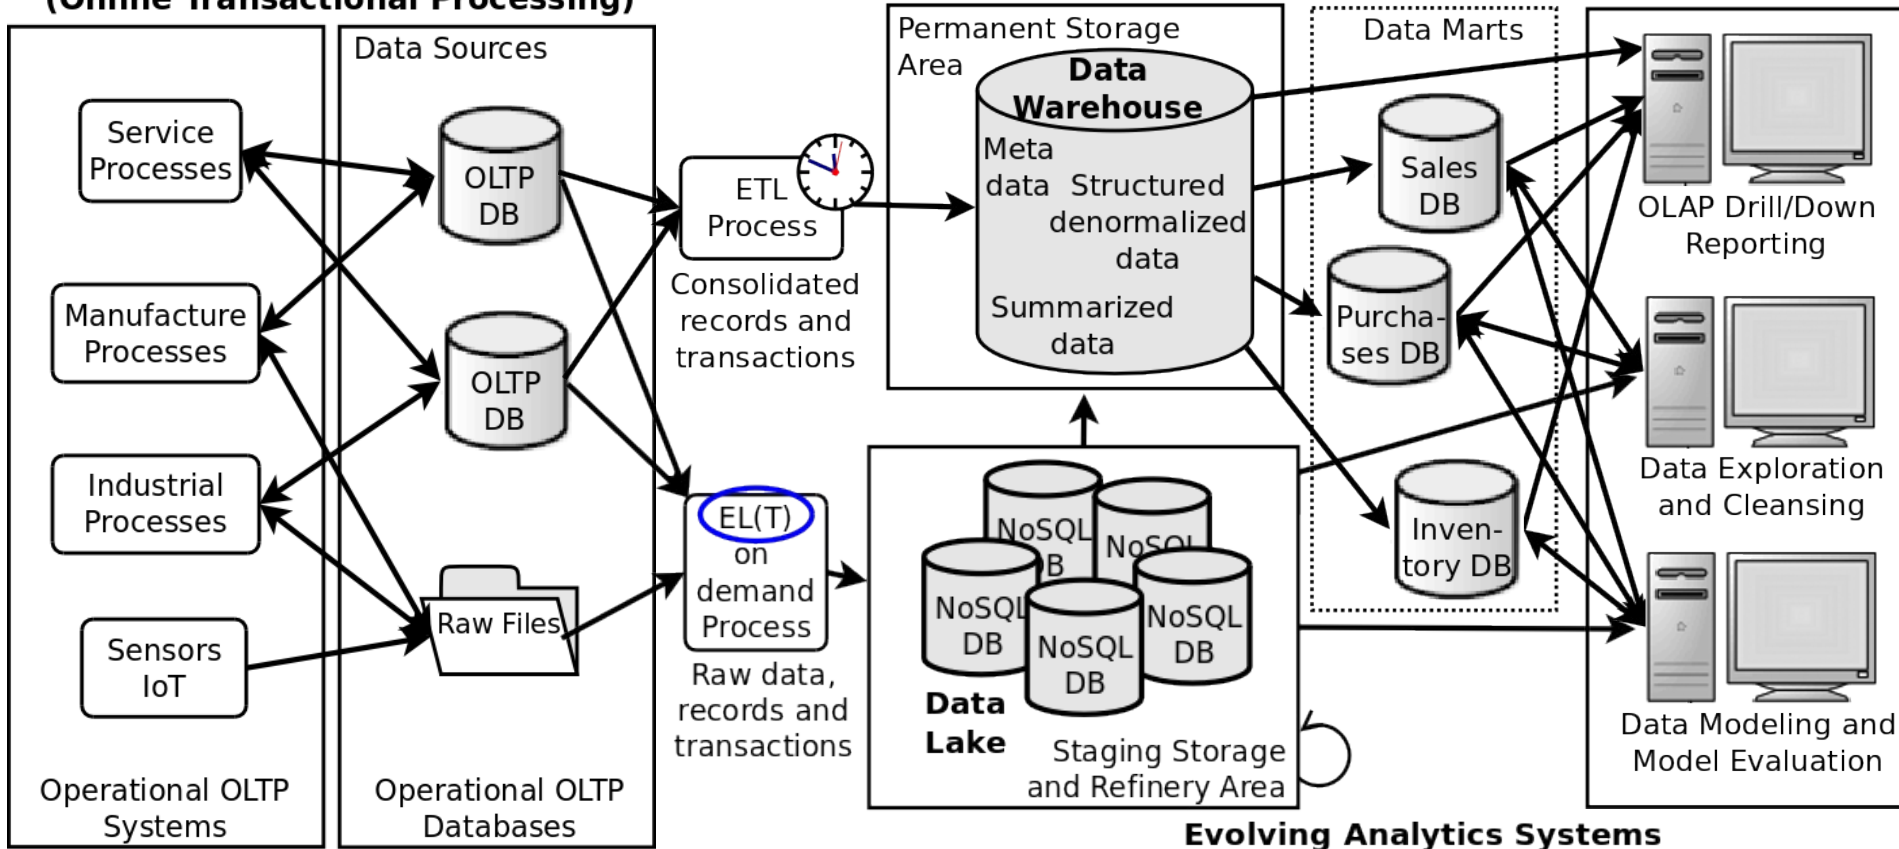 (Online Transactional Processing)
Service
Processes
Manufacture
Processes
Industrial
Processes
Sensors
IoT
Operational OLTP
Systems
Data Sources
OLTP
DB
OLTP
DB
Raw Files
Operational OLTP
Databases
ETL
Process
Consolidated
records and
transactions
EL(T)
on
demand
Process
Raw data,
records and
transactions
Permanent Storage
Area
Data
Warehouse
Meta
data
Structured
denormalized
data
Summarized
data
NoSQL
DB
NoSQL
NoSQL
DB
NoSQL
DB
NoSQL
DB
Data
Lake
Staging Storage
and Refinery Area
Data Marts
Sales
DB
Purcha-
ses DB
Inven-
tory DB
OLAP Drill/Down
Reporting
Data Exploration
and Cleansing
Data Modeling and
Model Evaluation
Evolving Analytics Systems